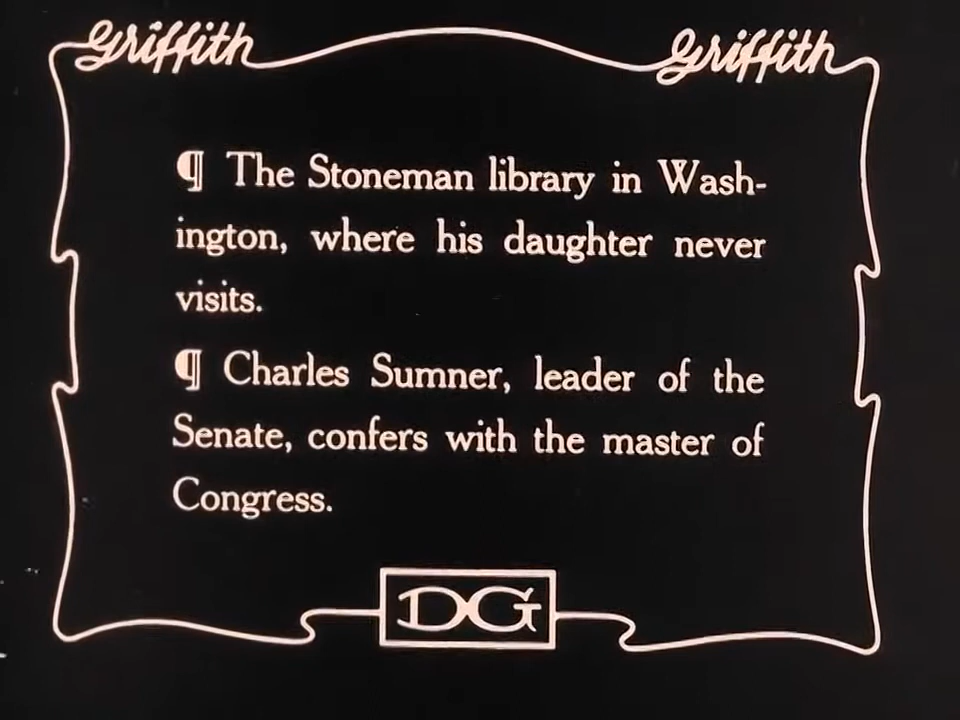 Griffith Griffith
¶ The Stoneman library in Wash-
ington, where his daughter never
visits.
¶ Charles Sumner, leader of the
Senate, confers with the master of
Congress.
DG